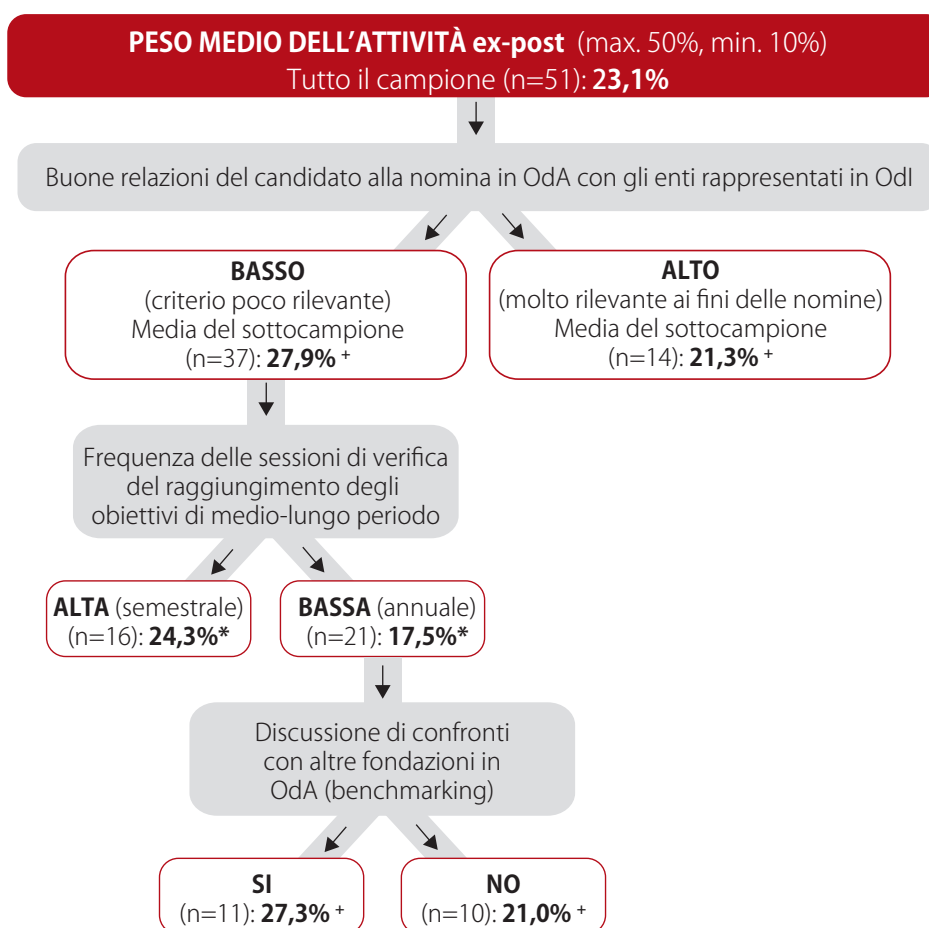 PESO MEDIO DELL’ATTIVITÀ ex-post (max. 50%, min. 10%)
Tutto il campione (n=51): 23,1%
Buone relazioni del candidato alla nomina in OdA con gli enti rappresentati in OdI
BASSO
(criterio poco rilevante)
Media del sottocampione
(n=37): 27,9% +
ALTO
(molto rilevante ai fini delle nomine)
Media del sottocampione
(n=14): 21,3% +
Frequenza delle sessioni di verifica
del raggiungimento degli
obiettivi di medio-lungo periodo
ALTA (semestrale)
(n=16): 24,3%*
BASSA (annuale)
(n=21): 17,5%*
Discussione di confronti
con altre fondazioni in
OdA (benchmarking)
SI
(n=11): 27,3% +
NO
(n=10): 21,0% +